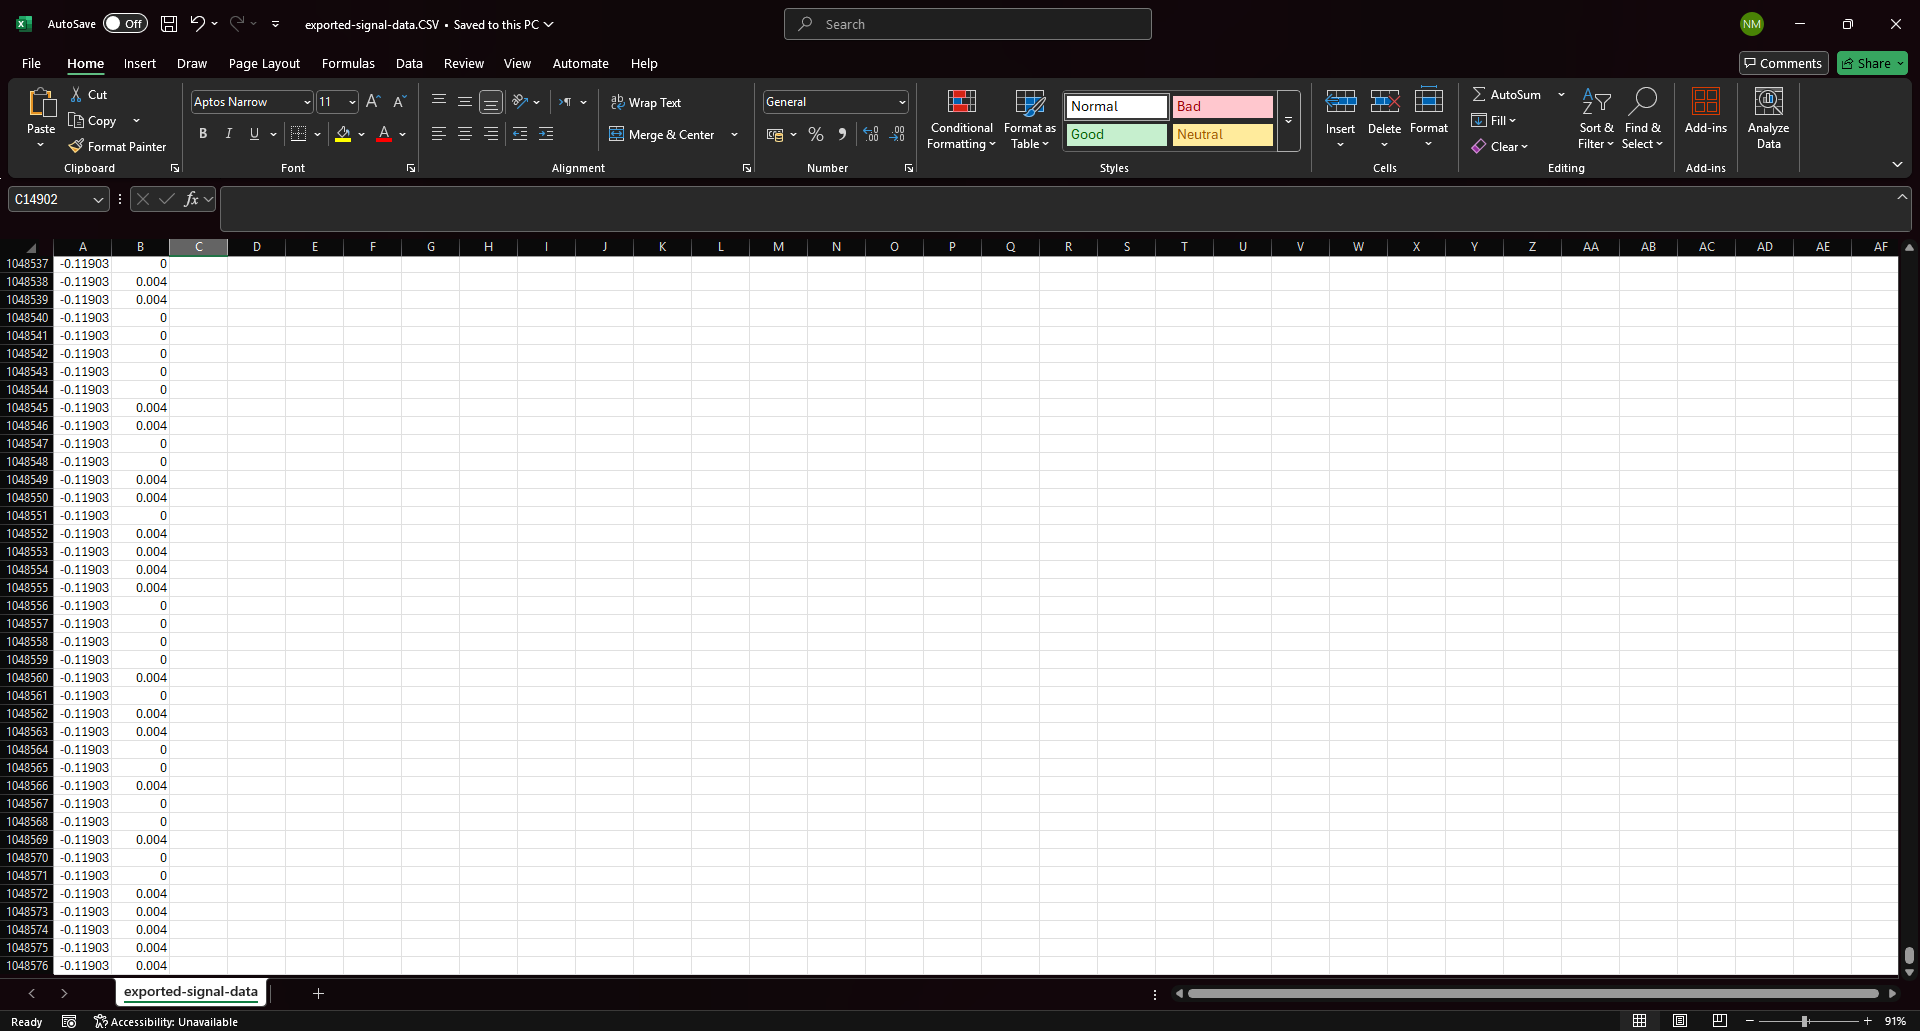 AutoSave Off exported-signal-data.CSV • Saved to this PC Search NM
File Home Insert Draw Page Layout Formulas Data Review View Automate Help Comments Share
Paste Cut Copy Format Painter Clipboard
Aptos Narrow 11 B I U A Font
Wrap Text Merge & Center Alignment
General % Number
Conditional Formatting Format as Table Normal Bad Good Neutral Styles
Insert Delete Format Cells
AutoSum Fill Clear Sort & Filter Find & Select Editing
Add-ins Add-ins
Analyze Data
C14902 fx
A B C D E F G H I J K L M N O P Q R S T U V W X Y Z AA AB AC AD AE AF
1048537 -0.11903 0
1048538 -0.11903 0.004
1048539 -0.11903 0.004
1048540 -0.11903 0
1048541 -0.11903 0
1048542 -0.11903 0
1048543 -0.11903 0
1048544 -0.11903 0
1048545 -0.11903 0.004
1048546 -0.11903 0.004
1048547 -0.11903 0
1048548 -0.11903 0
1048549 -0.11903 0.004
1048550 -0.11903 0.004
1048551 -0.11903 0
1048552 -0.11903 0.004
1048553 -0.11903 0.004
1048554 -0.11903 0.004
1048555 -0.11903 0.004
1048556 -0.11903 0
1048557 -0.11903 0
1048558 -0.11903 0
1048559 -0.11903 0
1048560 -0.11903 0.004
1048561 -0.11903 0
1048562 -0.11903 0.004
1048563 -0.11903 0.004
1048564 -0.11903 0
1048565 -0.11903 0
1048566 -0.11903 0.004
1048567 -0.11903 0
1048568 -0.11903 0
1048569 -0.11903 0.004
1048570 -0.11903 0
1048571 -0.11903 0
1048572 -0.11903 0.004
1048573 -0.11903 0.004
1048574 -0.11903 0.004
1048575 -0.11903 0.004
1048576 -0.11903 0.004
exported-signal-data
Ready Accessibility: Unavailable 91%